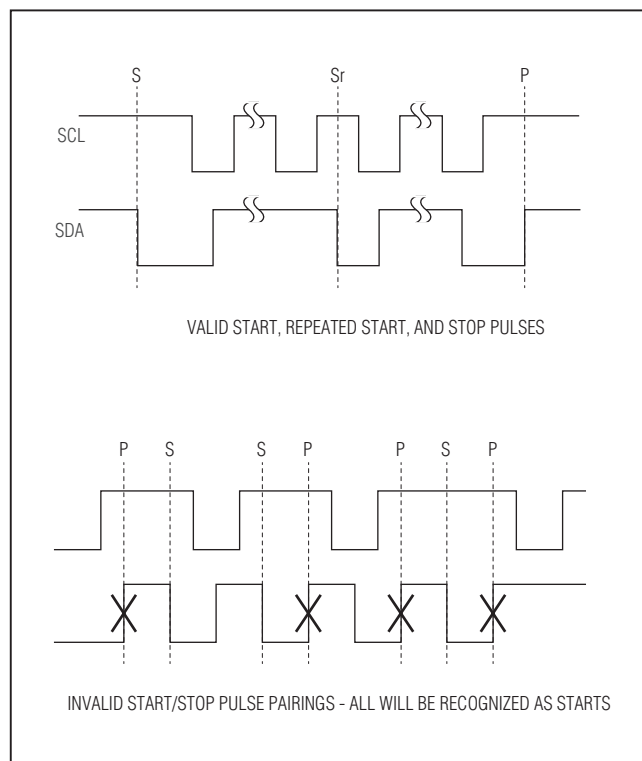 S Sr P
SCL
SDA
VALID START, REPEATED START, AND STOP PULSES
P S S P P S P
INVALID START/STOP PULSE PAIRINGS - ALL WILL BE RECOGNIZED AS STARTS